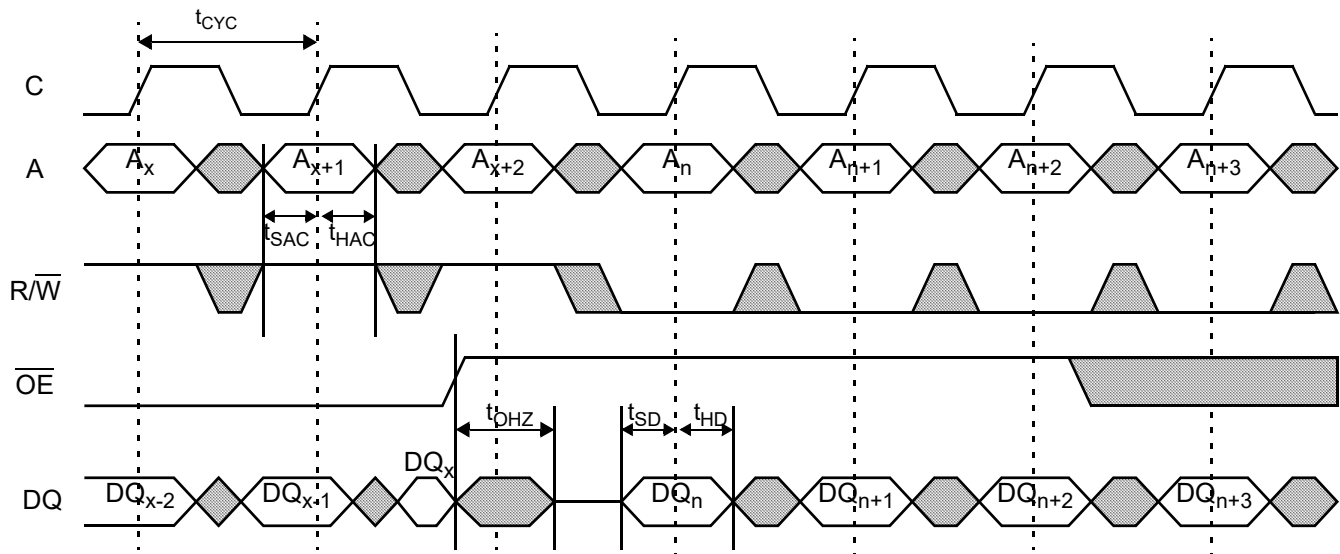 tCYC
C
A
Ax
Ax+1
Ax+2
An
An+1
An+2
An+3
tSAC
tHAC
R/W̅
O̅E̅
tOHZ
tSD
tHD
DQx
DQ
DQx-2
DQx-1
DQn
DQn+1
DQn+2
DQn+3